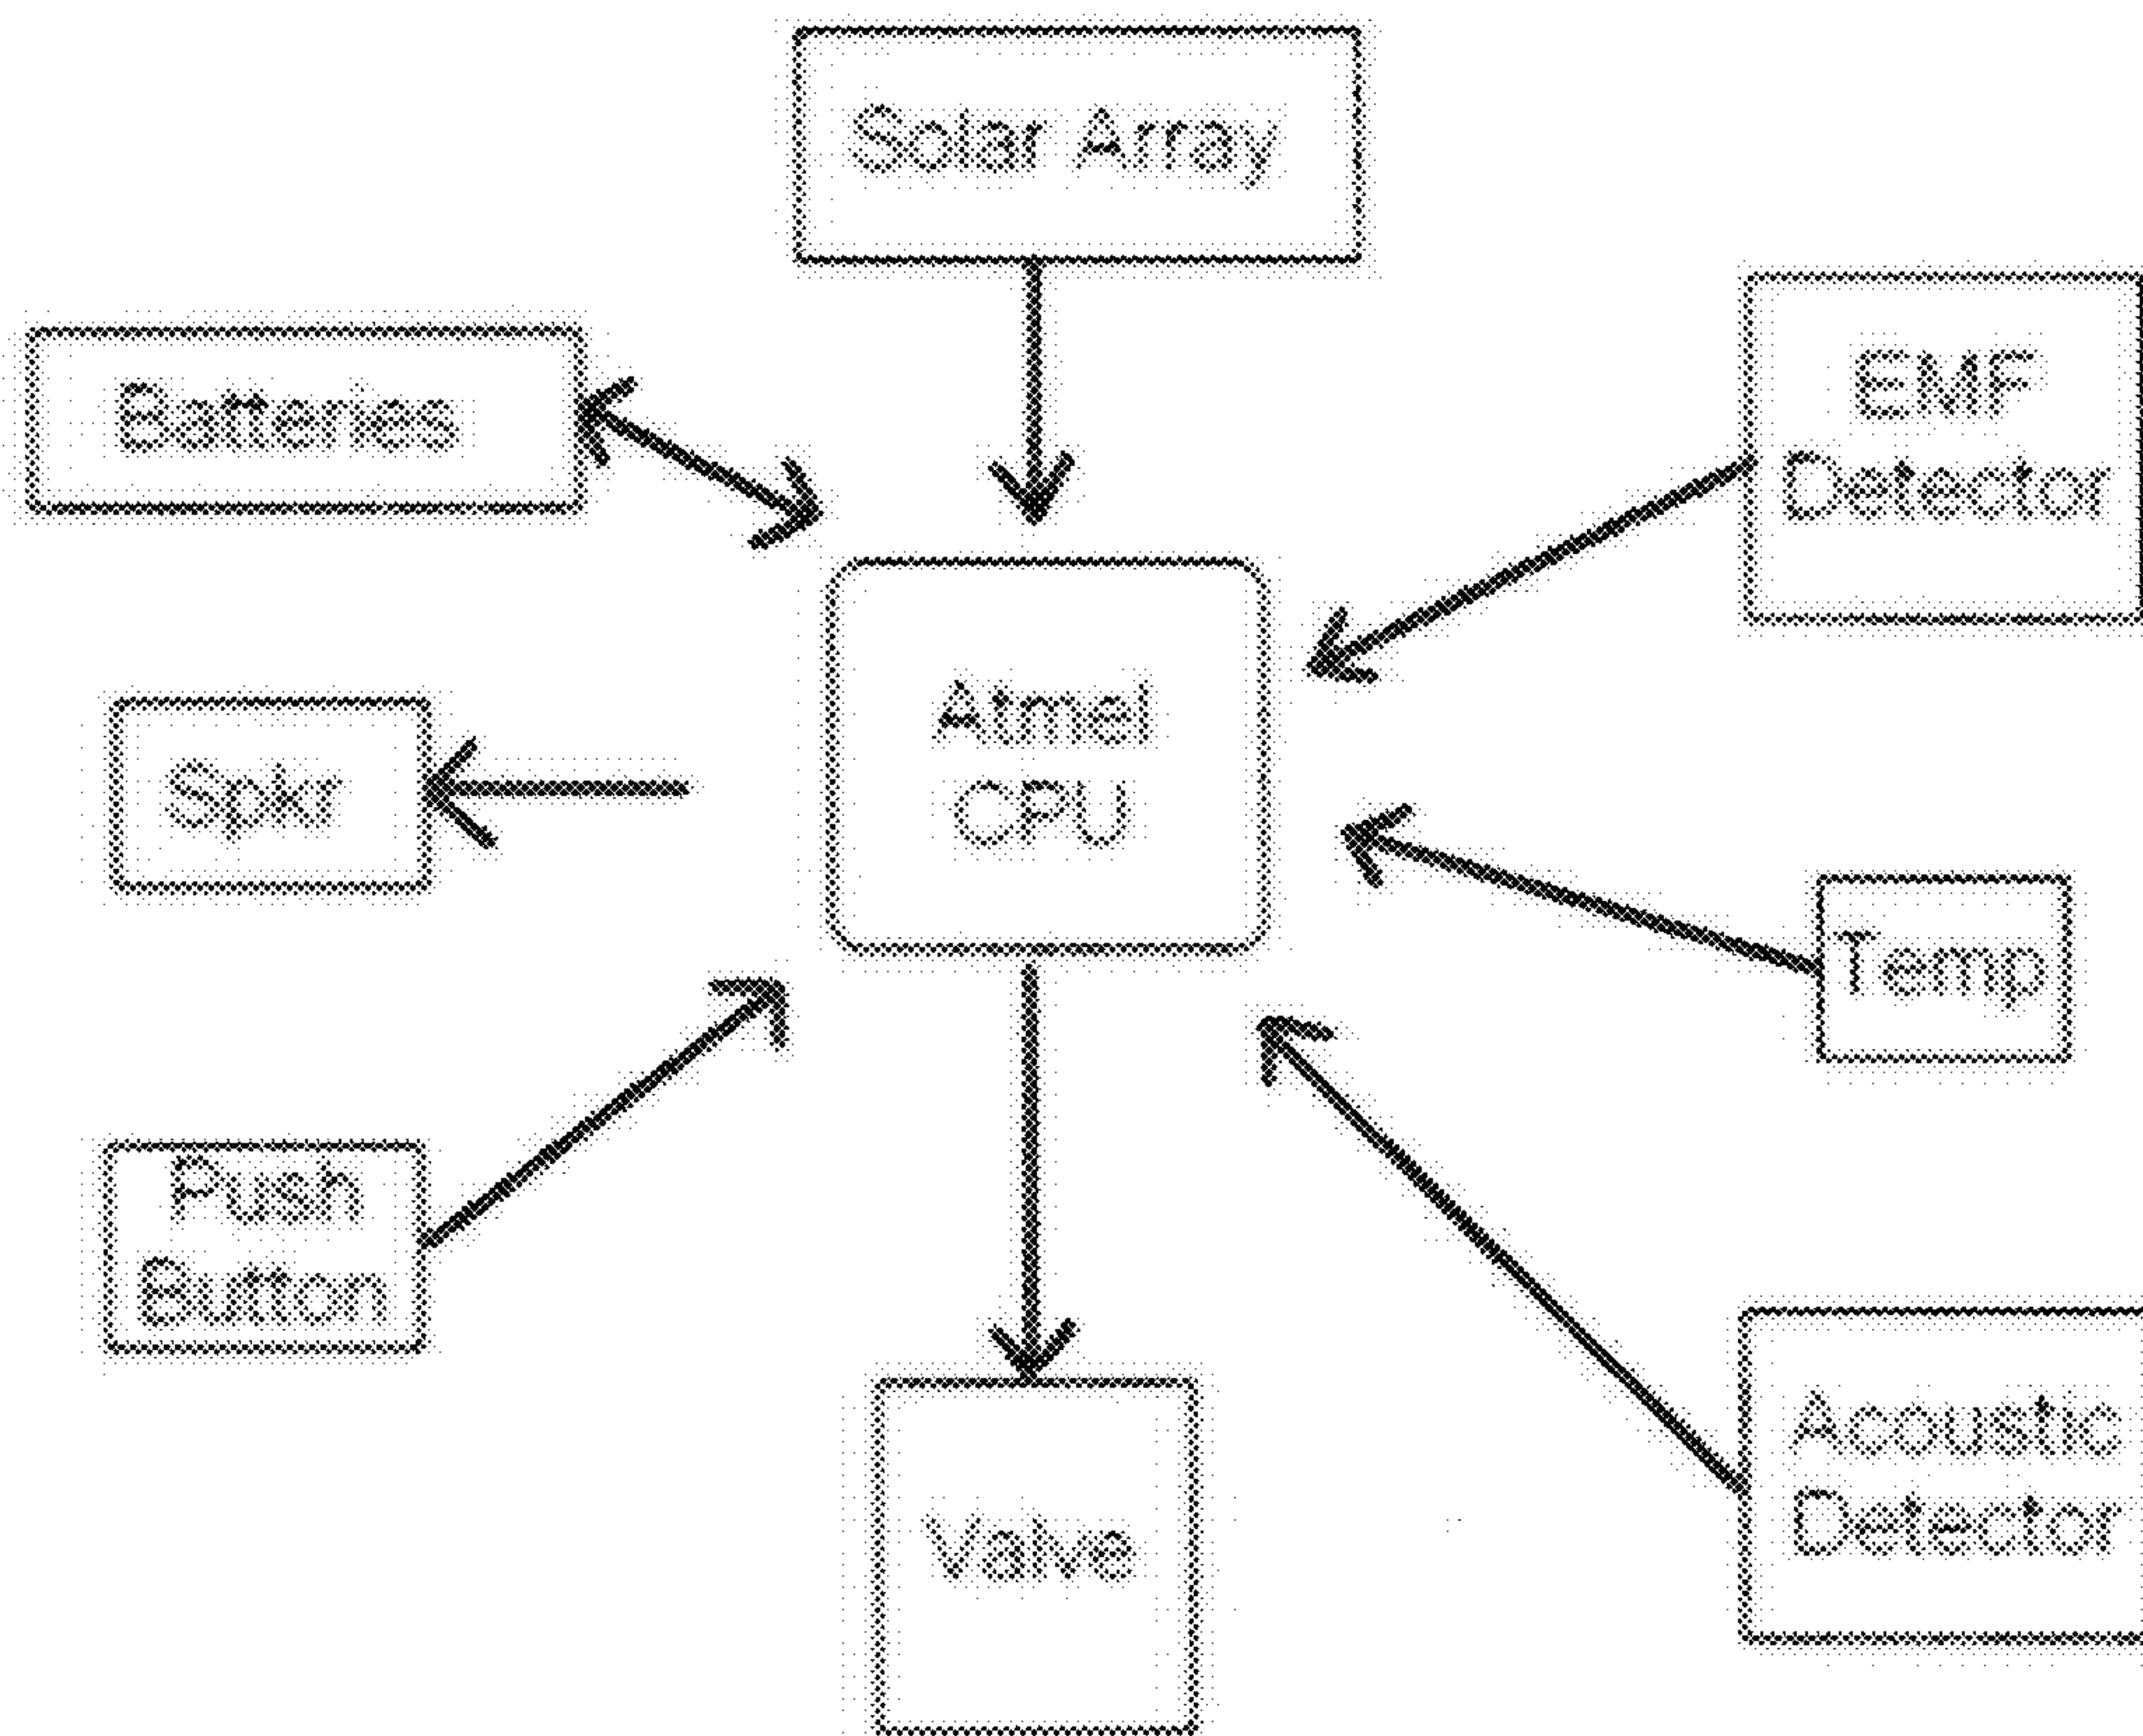 Solar Array
Batteries
EMF
Detector
Atmel
CPU
Spkr
Temp
Push
Button
Valve
Acoustic
Detector